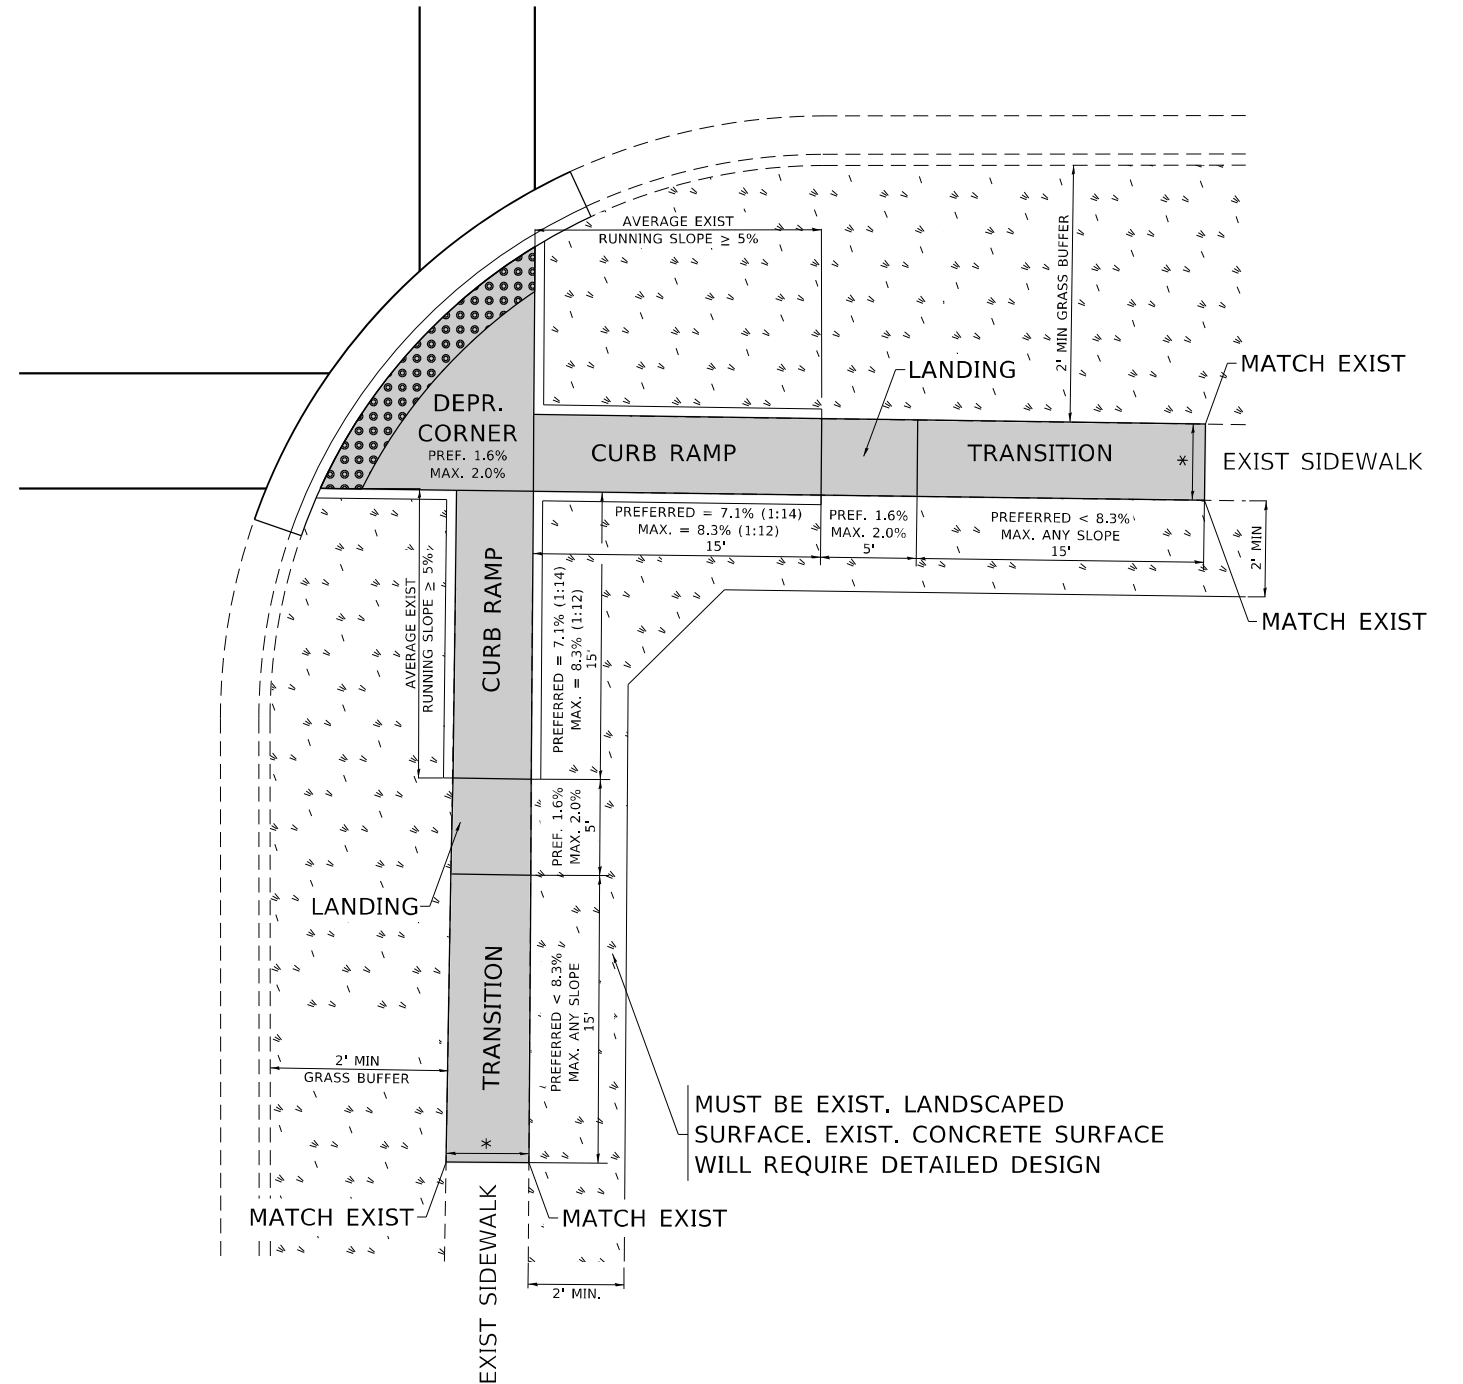 AVERAGE EXIST
RUNNING SLOPE ≥ 5%
2' MIN GRASS BUFFER
LANDING
MATCH EXIST
DEPR.
CORNER
PREF. 1.6%
MAX. 2.0%
CURB RAMP
TRANSITION
*
EXIST SIDEWALK
PREFERRED = 7.1% (1:14)
MAX. = 8.3% (1:12)
15'
PREF. 1.6%
MAX. 2.0%
5'
PREFERRED < 8.3%
MAX. ANY SLOPE
15'
2' MIN
MATCH EXIST
AVERAGE EXIST
RUNNING SLOPE ≥ 5%
CURB RAMP
PREFERRED = 7.1% (1:14)
MAX. = 8.3% (1:12)
15'
PREF. 1.6%
MAX. 2.0%
5'
LANDING
TRANSITION
PREFERRED < 8.3%
MAX. ANY SLOPE
15'
2' MIN
GRASS BUFFER
*
MUST BE EXIST. LANDSCAPED
SURFACE. EXIST. CONCRETE SURFACE
WILL REQUIRE DETAILED DESIGN
MATCH EXIST
MATCH EXIST
EXIST SIDEWALK
2' MIN.